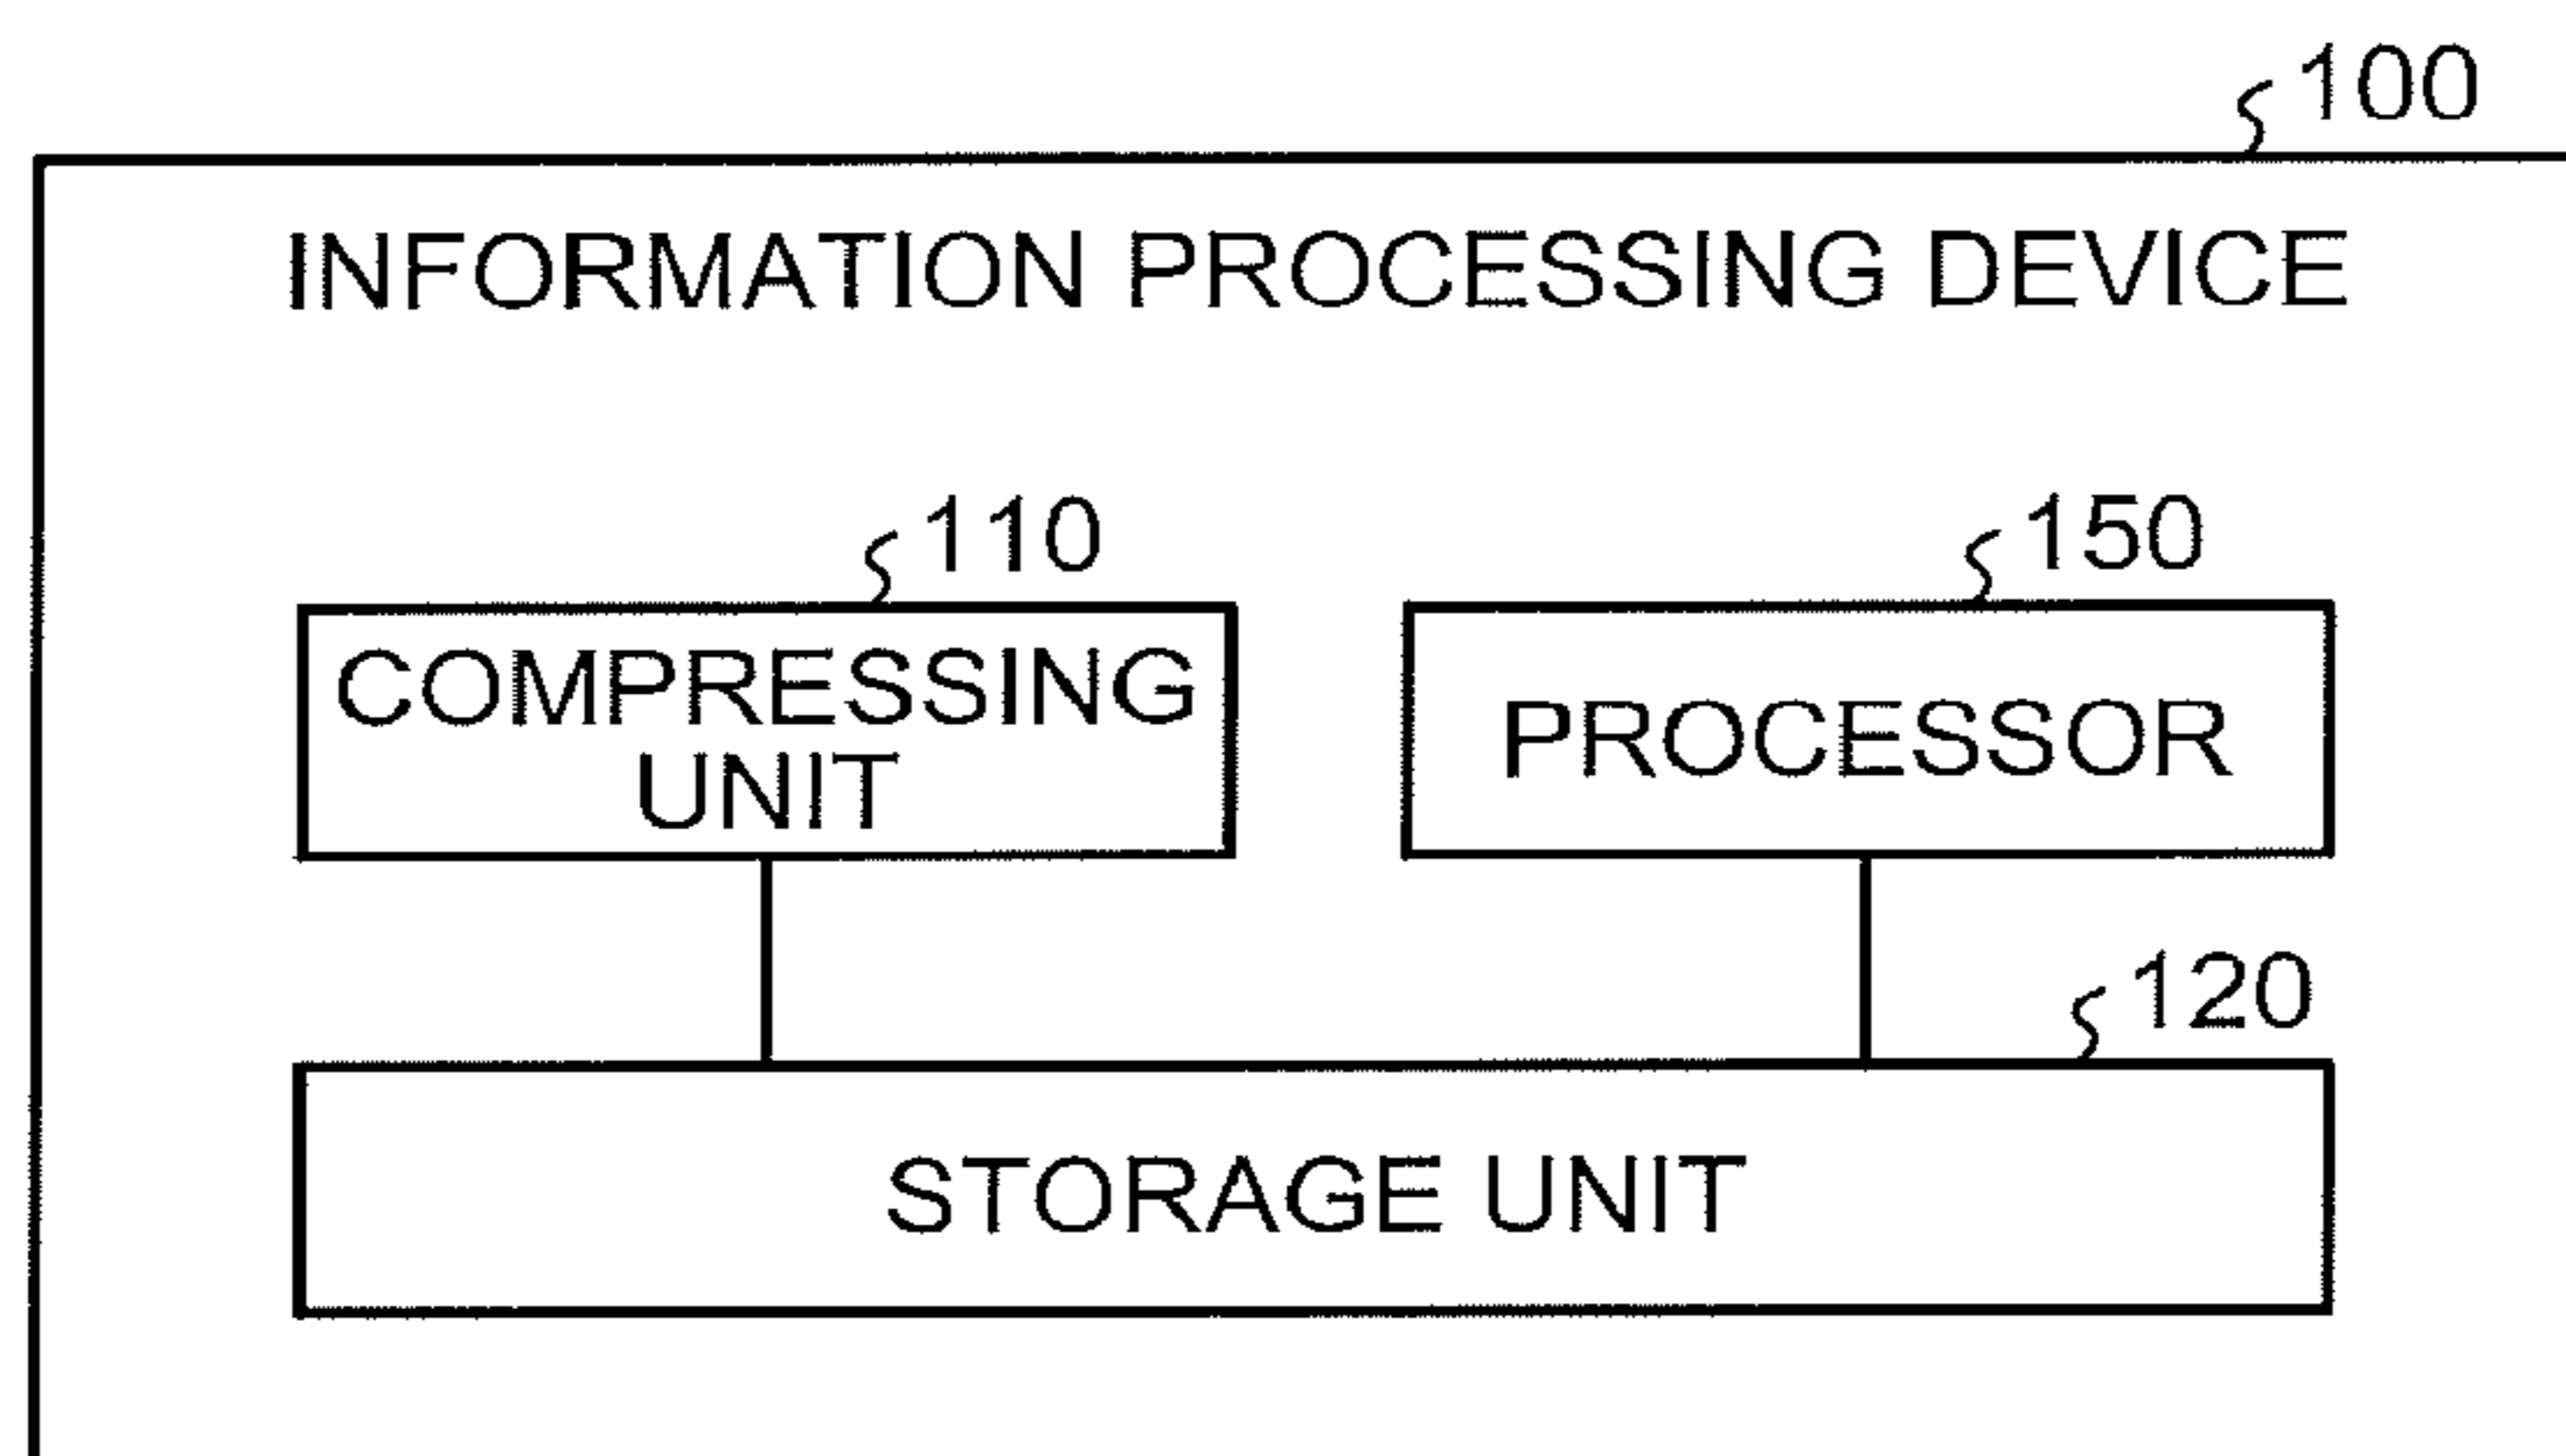 100
INFORMATION PROCESSING DEVICE
110
150
COMPRESSING
UNIT
PROCESSOR
120
STORAGE UNIT